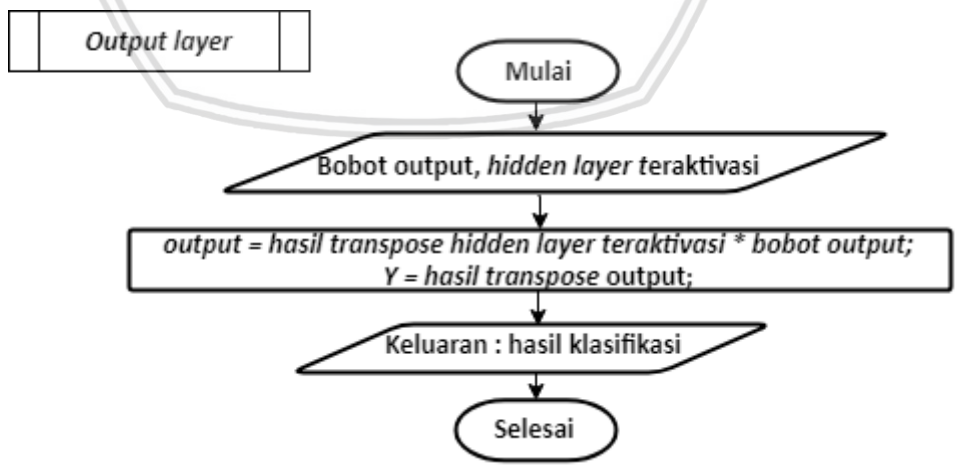 Output layer
Mulai
Bobot output, hidden layer teraktivasi
output = hasil transpose hidden layer teraktivasi * bobot output;
Y = hasil transpose output;
Keluaran : hasil klasifikasi
Selesai